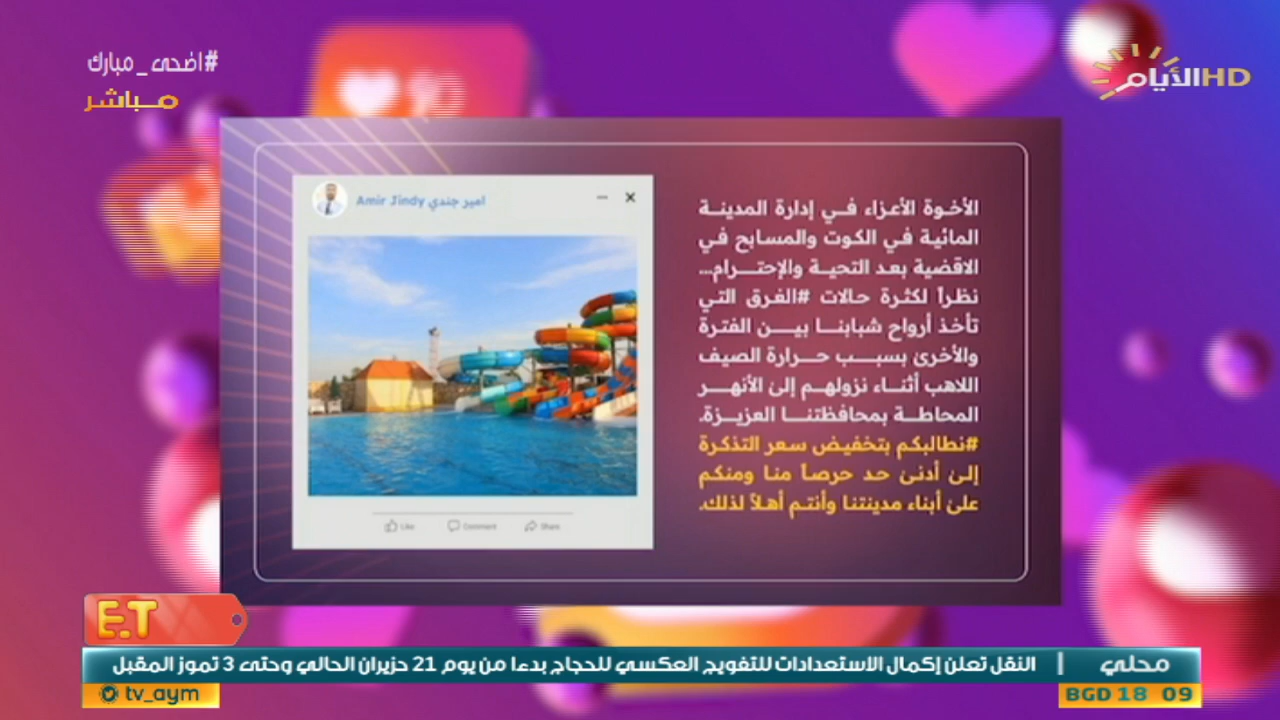 #اضحى_مبارك
مباشر
الأيام HD
امير جندي Amir Jindy
الأخوة الأعزاء في إدارة المدينة
المائية في الكوت والمسابح في
الاقضية بعد التحية والإحترام...
نظراً لكثرة حالات #الغرق التي
تأخذ أرواح شبابنا بين الفترة
والأخرى بسبب حرارة الصيف
اللاهب أثناء نزولهم إلى الأنهر
المحاطة بمحافظتنا العزيزة.
#نطالبكم بتخفيض سعر التذكرة
إلى أدنى حد حرصاً منا ومنكم
على أبناء مدينتنا وأنتم أهلاً لذلك.
Like Comment Share
E.T
محلي | النقل تعلن إكمال الاستعدادات للتفويج العكسي للحجاج بدءا من يوم 21 حزيران الحالي وحتى 3 تموز المقبل
tv_aym
BGD 18 09